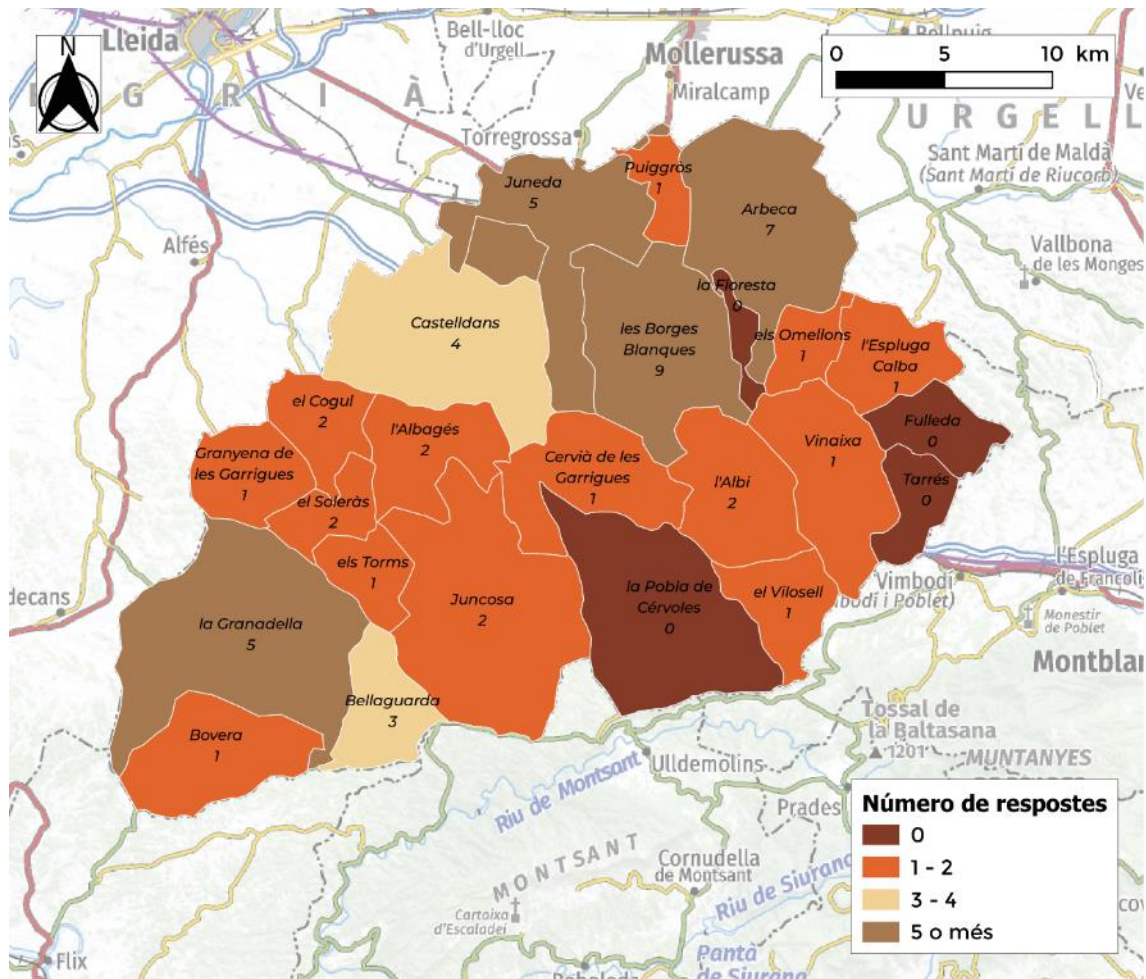 N
Lleida
Bell-lloc
d'Urgell
Mollerussa
Miralcamp
0 5 10 km
G R I À
URGELL
Torregrossa
Sant Martí de Maldà
(Sant Martí de Riucorb)
Juneda
5
Puiggròs
1
Arbeca
7
Alfés
Vallbona
de les Monges
la Floresta
0
Castelldans
4
les Borges
Blanques
9
els Omellons
1
l'Espluga
Calba
1
el Cogul
2
l'Albagés
2
Fulleda
0
Granyena de
les Garrigues
1
Cervià de les
Garrigues
1
l'Albi
2
Vinaixa
1
Tarrés
0
el Soleràs
2
els Torms
1
Juncosa
2
la Pobla de
Cérvoles
0
el Vilosell
1
Vimbodí
l'Espluga
de Francolí
Monestir
de Poblet
la Granadella
5
Bellaguarda
3
Bovera
1
Tossal de
la Baltasana
1201
MUNTANYES
Ulldemolins
Riu de Montsant
Prades
MONTSANT
Cornudella
de Montsant
Riu de Siurana
Cartoixa
d'Escaladei
Flix
Pantà
de Siurana
Número de respostes
0
1 - 2
3 - 4
5 o més